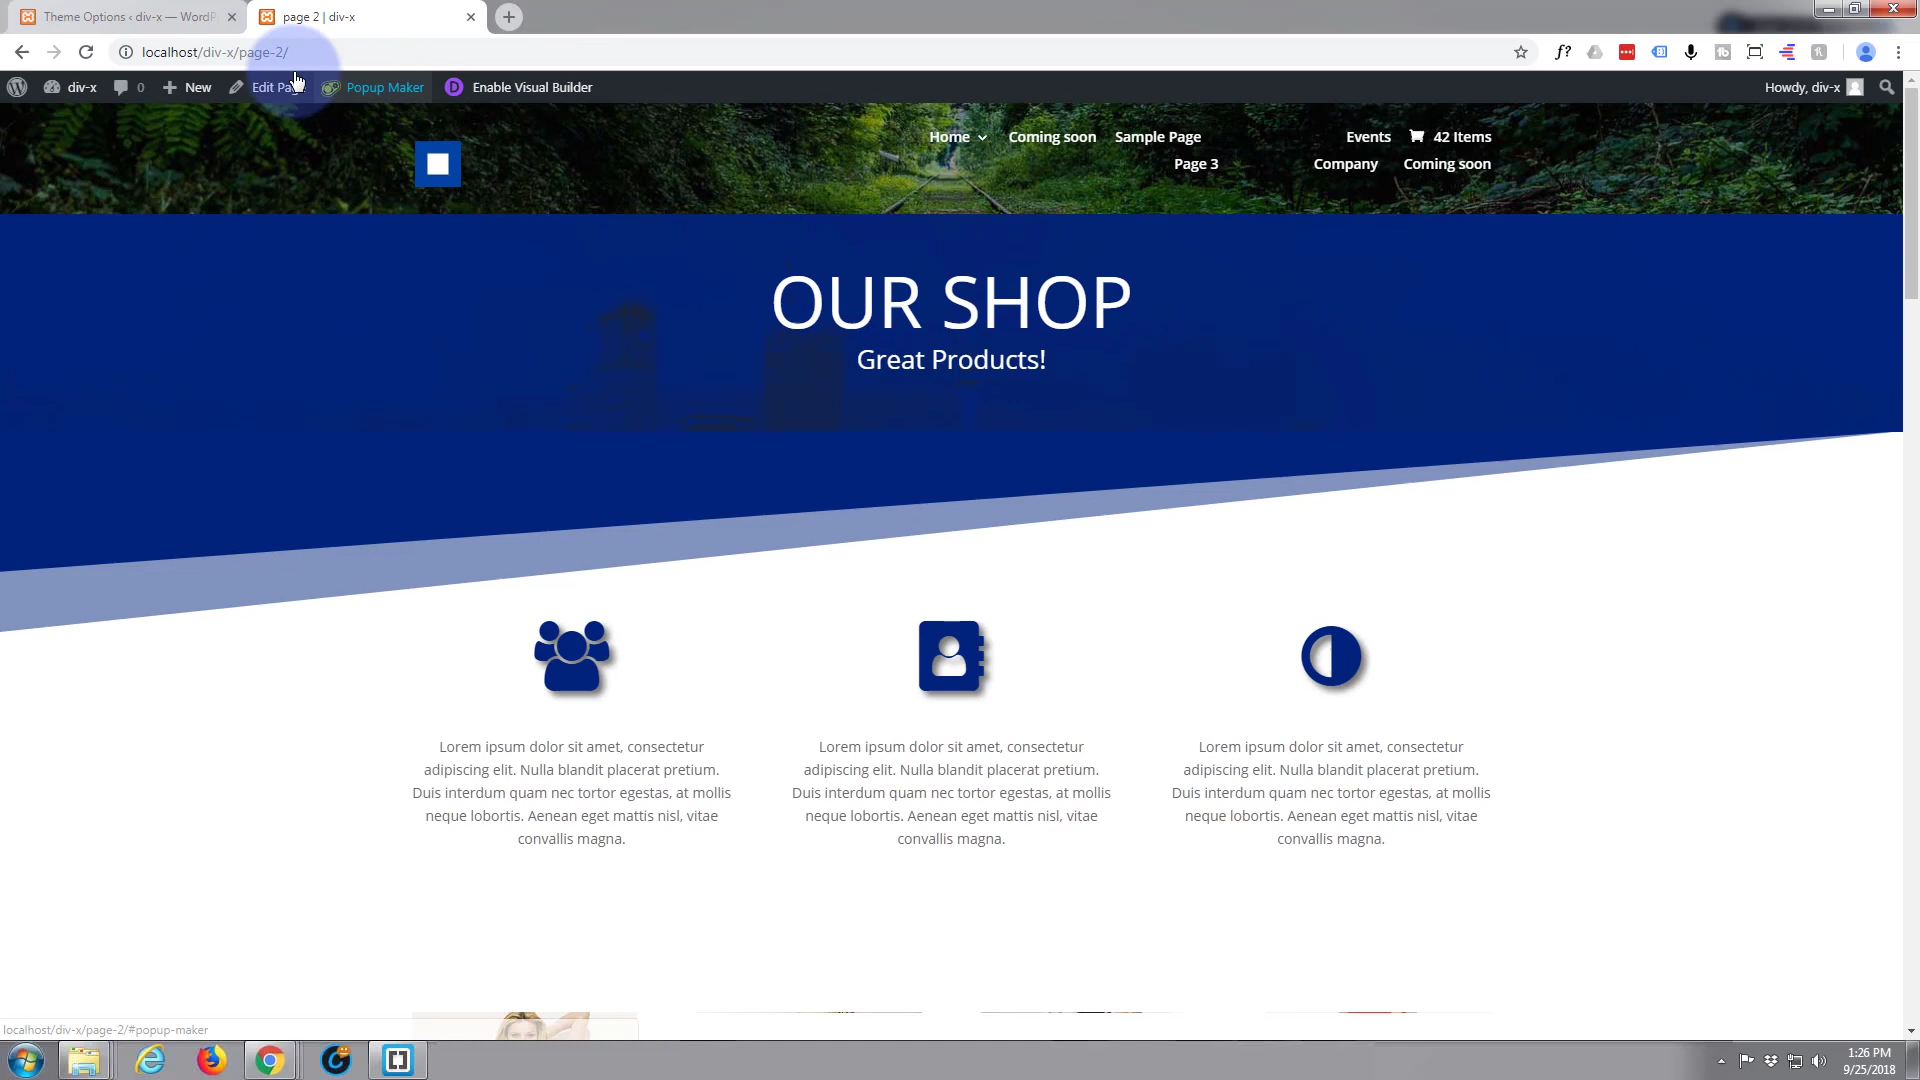 Theme Options ‹ div-x — WordP
page 2 | div-x
localhost/div-x/page-2/
div-x
0
New
Edit Page
Popup Maker
Enable Visual Builder
Howdy, div-x
Home
Coming soon
Sample Page
Events
42 Items
Page 3
Company
Coming soon
OUR SHOP
Great Products!
Lorem ipsum dolor sit amet, consectetur
adipiscing elit. Nulla blandit placerat pretium.
Duis interdum quam nec tortor egestas, at mollis
neque lobortis. Aenean eget mattis nisl, vitae
convallis magna.
Lorem ipsum dolor sit amet, consectetur
adipiscing elit. Nulla blandit placerat pretium.
Duis interdum quam nec tortor egestas, at mollis
neque lobortis. Aenean eget mattis nisl, vitae
convallis magna.
Lorem ipsum dolor sit amet, consectetur
adipiscing elit. Nulla blandit placerat pretium.
Duis interdum quam nec tortor egestas, at mollis
neque lobortis. Aenean eget mattis nisl, vitae
convallis magna.
localhost/div-x/page-2/#popup-maker
1:26 PM
9/25/2018